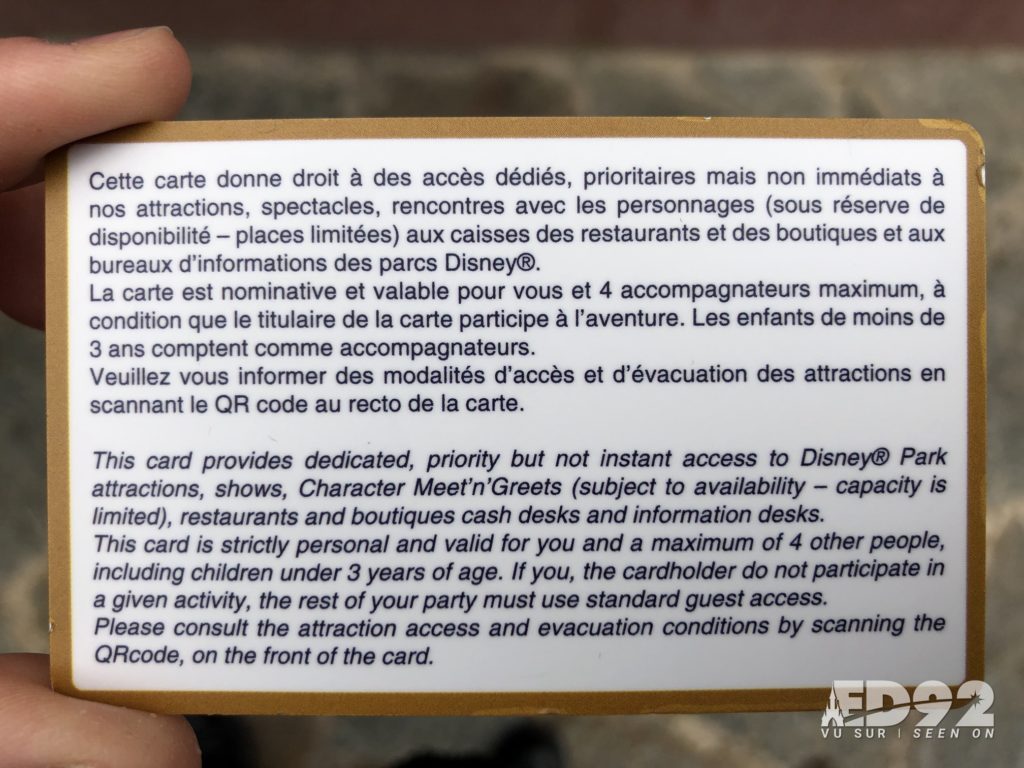 Cette carte donne droit à des accès dédiés, prioritaires mais non immédiats à
nos attractions, spectacles, rencontres avec les personnages (sous réserve de
disponibilité – places limitées) aux caisses des restaurants et des boutiques et aux
bureaux d'informations des parcs Disney®.
La carte est nominative et valable pour vous et 4 accompagnateurs maximum, à
condition que le titulaire de la carte participe à l'aventure. Les enfants de moins de
3 ans comptent comme accompagnateurs.
Veuillez vous informer des modalités d'accès et d'évacuation des attractions en
scannant le QR code au recto de la carte.
This card provides dedicated, priority but not instant access to Disney® Park
attractions, shows, Character Meet'n'Greets (subject to availability – capacity is
limited), restaurants and boutiques cash desks and information desks.
This card is strictly personal and valid for you and a maximum of 4 other people,
including children under 3 years of age. If you, the cardholder do not participate in
a given activity, the rest of your party must use standard guest access.
Please consult the attraction access and evacuation conditions by scanning the
QRcode, on the front of the card.
ED92
VU SUR | SEEN ON